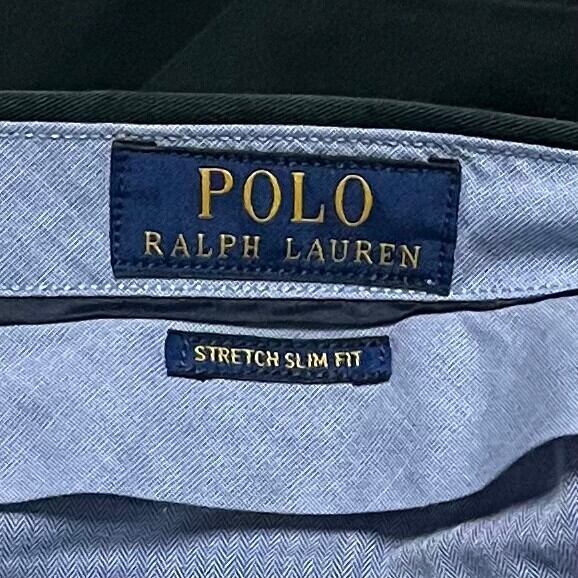 POLO
RALPH LAUREN
STRETCH SLIM FIT